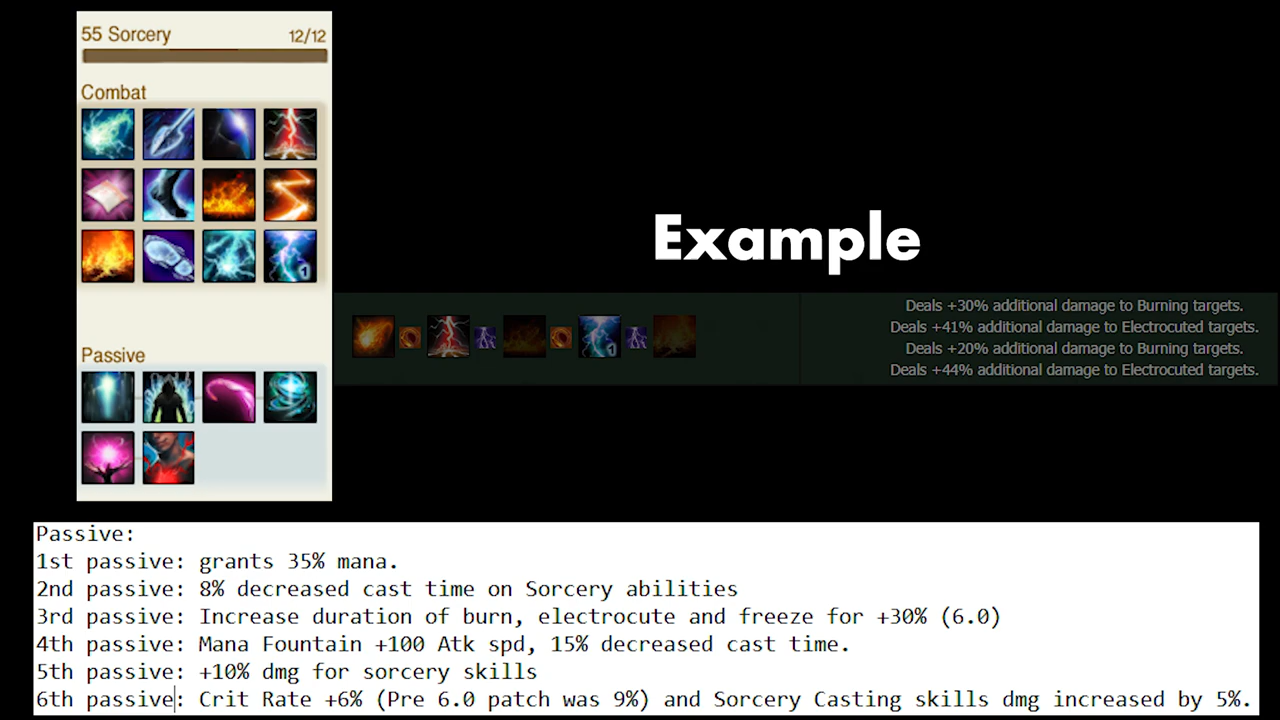 55 Sorcery 12/12
Combat
1
Passive
Example
1
Deals +30% additional damage to Burning targets.
Deals +41% additional damage to Electrocuted targets.
Deals +20% additional damage to Burning targets.
Deals +44% additional damage to Electrocuted targets.
Passive:
1st passive: grants 35% mana.
2nd passive: 8% decreased cast time on Sorcery abilities
3rd passive: Increase duration of burn, electrocute and freeze for +30% (6.0)
4th passive: Mana Fountain +100 Atk spd, 15% decreased cast time.
5th passive: +10% dmg for sorcery skills
6th passive: Crit Rate +6% (Pre 6.0 patch was 9%) and Sorcery Casting skills dmg increased by 5%.